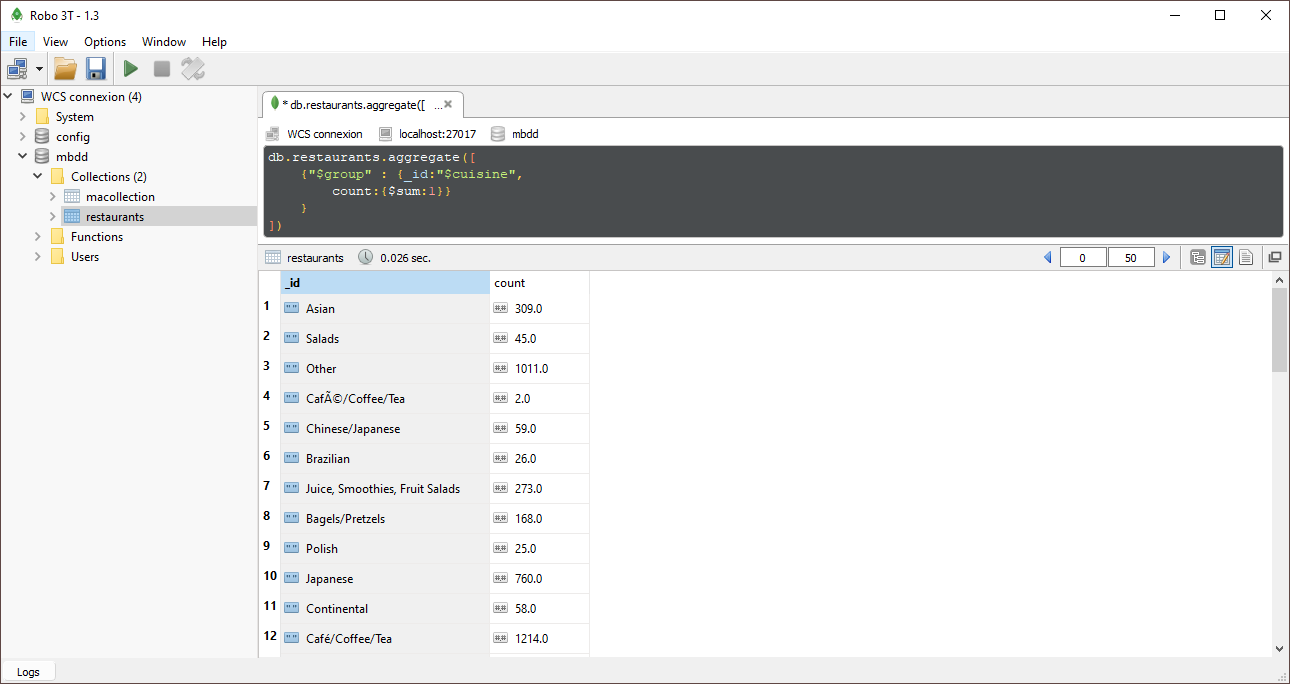 Robo 3T - 1.3
File View Options Window Help
WCS connexion (4)
System
config
mbdd
Collections (2)
macollection
restaurants
Functions
Users
* db.restaurants.aggregate([ ...
WCS connexion localhost:27017 mbdd
db.restaurants.aggregate([
{"$group" : {_id:"$cuisine",
count:{$sum:1}}
}
])
restaurants 0.026 sec. 0 50
_id count
1 "" Asian #.# 309.0
2 "" Salads #.# 45.0
3 "" Other #.# 1011.0
4 "" CafÃ©/Coffee/Tea #.# 2.0
5 "" Chinese/Japanese #.# 59.0
6 "" Brazilian #.# 26.0
7 "" Juice, Smoothies, Fruit Salads #.# 273.0
8 "" Bagels/Pretzels #.# 168.0
9 "" Polish #.# 25.0
10 "" Japanese #.# 760.0
11 "" Continental #.# 58.0
12 "" Café/Coffee/Tea #.# 1214.0
Logs